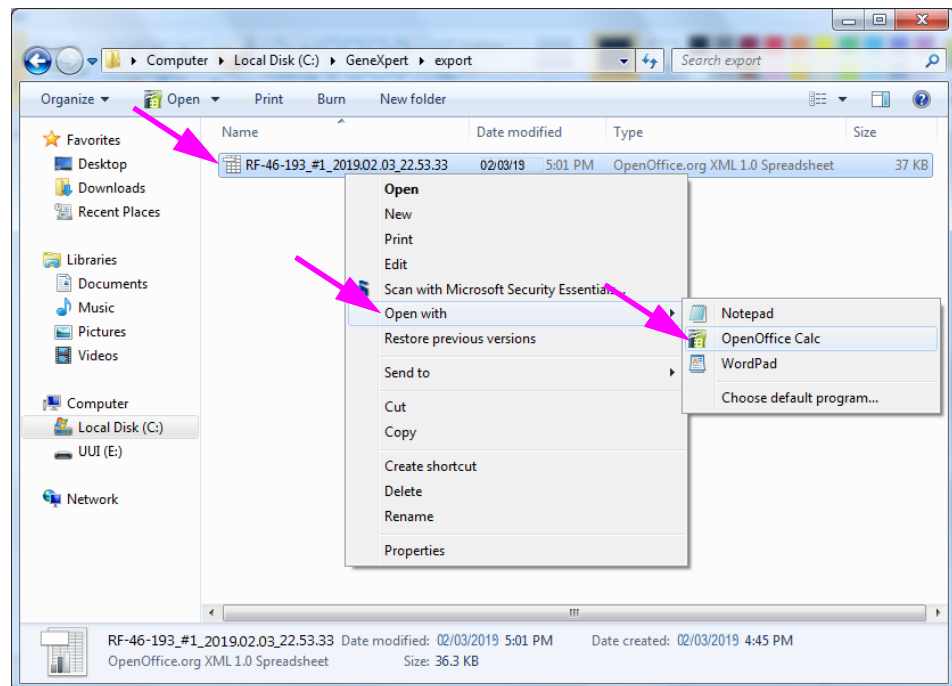 Computer ▸ Local Disk (C:) ▸ GeneXpert ▸ export
Search export
Organize Open Print Burn New folder
Favorites
Desktop
Downloads
Recent Places
Libraries
Documents
Music
Pictures
Videos
Computer
Local Disk (C:)
UUI (E:)
Network
Name Date modified Type Size
RF-46-193_#1_2019.02.03_22.53.33 02/03/19 5:01 PM OpenOffice.org XML 1.0 Spreadsheet 37 KB
Open
New
Print
Edit
Scan with Microsoft Security Essentials...
Open with
Restore previous versions
Send to
Cut
Copy
Create shortcut
Delete
Rename
Properties
Notepad
OpenOffice Calc
WordPad
Choose default program...
RF-46-193_#1_2019.02.03_22.53.33 Date modified: 02/03/2019 5:01 PM Date created: 02/03/2019 4:45 PM
OpenOffice.org XML 1.0 Spreadsheet Size: 36.3 KB